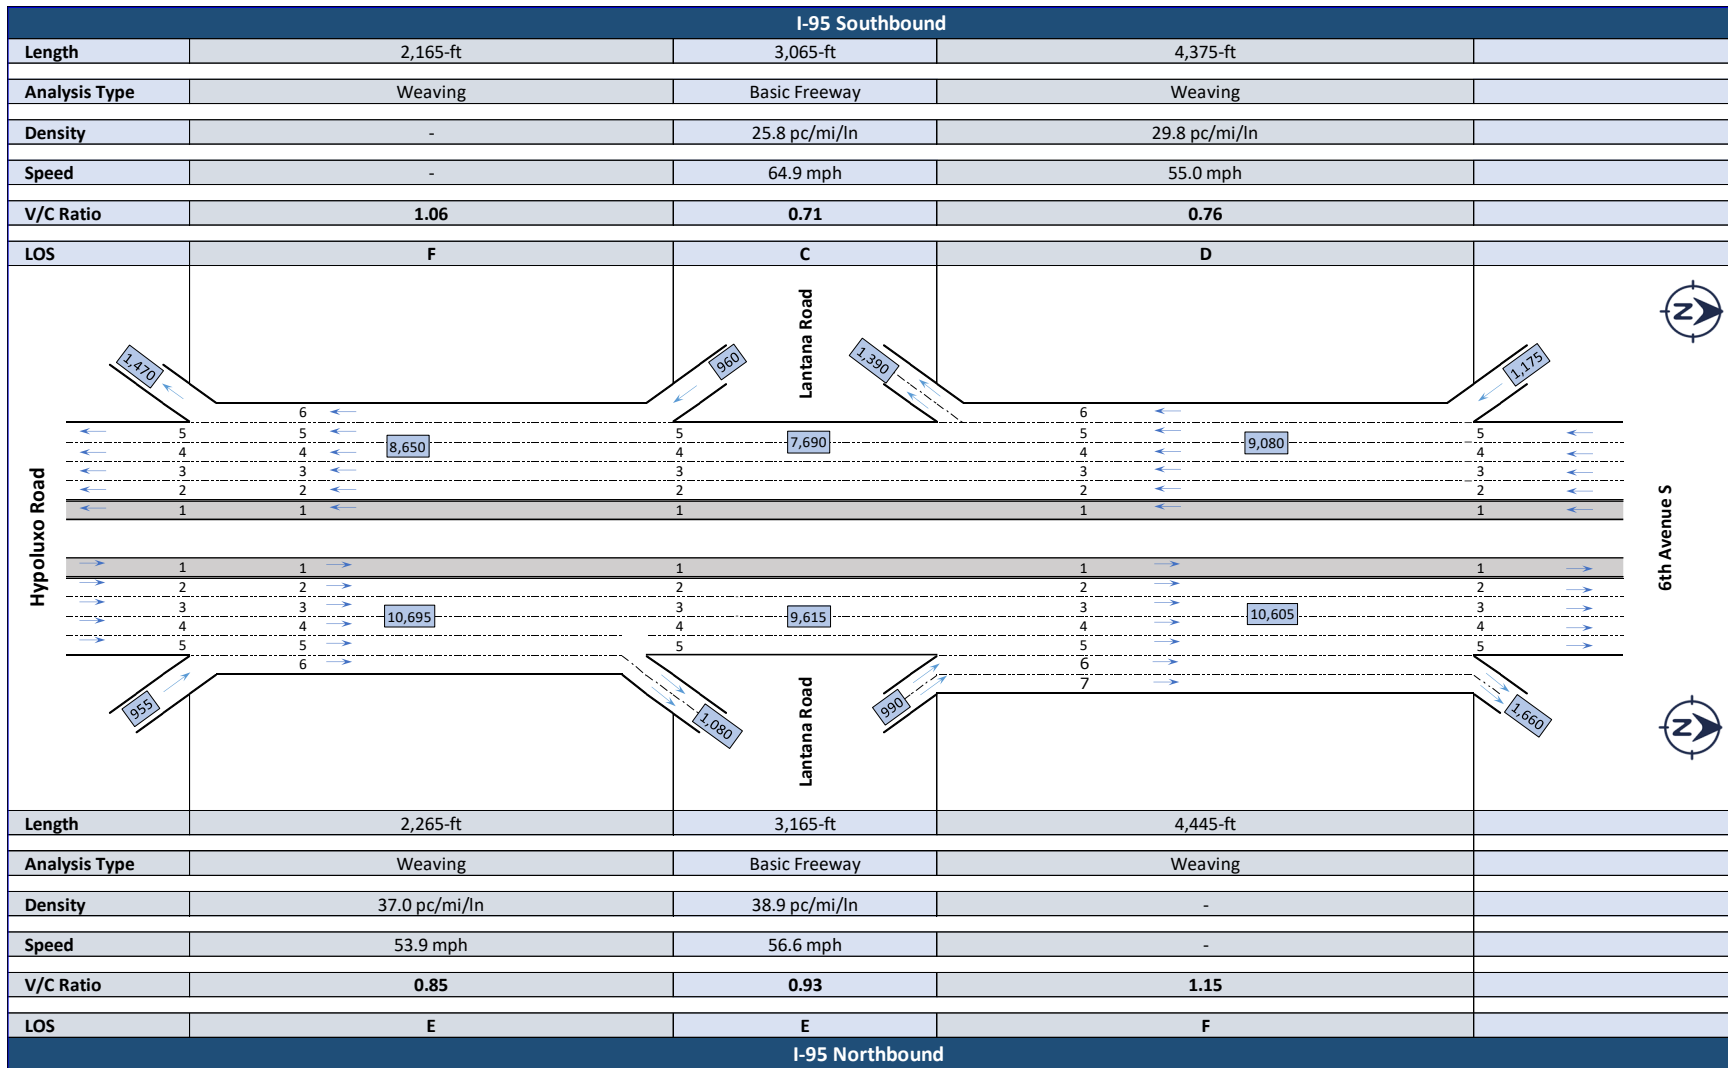 I-95 Southbound
Length 2,165-ft 3,065-ft 4,375-ft
Analysis Type Weaving Basic Freeway Weaving
Density - 25.8 pc/mi/ln 29.8 pc/mi/ln
Speed - 64.9 mph 55.0 mph
V/C Ratio 1.06 0.71 0.76
LOS F C D
Lantana Road
N
1,470 960 1,390 1,175
6 6
5 5 8,650 5 7,690 5 9,080 5
4 4 4 4 4
3 3 3 3 3
2 2 2 2 2
1 1 1 1 1
Hypoluxo Road
6th Avenue S
1 1 1 1 1
2 2 2 2 2
3 3 10,695 3 9,615 3 10,605 3
4 4 4 4 4
5 5 5 5 5
6 6
7
955 1,080 990 1,660
Lantana Road
N
Length 2,265-ft 3,165-ft 4,445-ft
Analysis Type Weaving Basic Freeway Weaving
Density 37.0 pc/mi/ln 38.9 pc/mi/ln -
Speed 53.9 mph 56.6 mph -
V/C Ratio 0.85 0.93 1.15
LOS E E F
I-95 Northbound